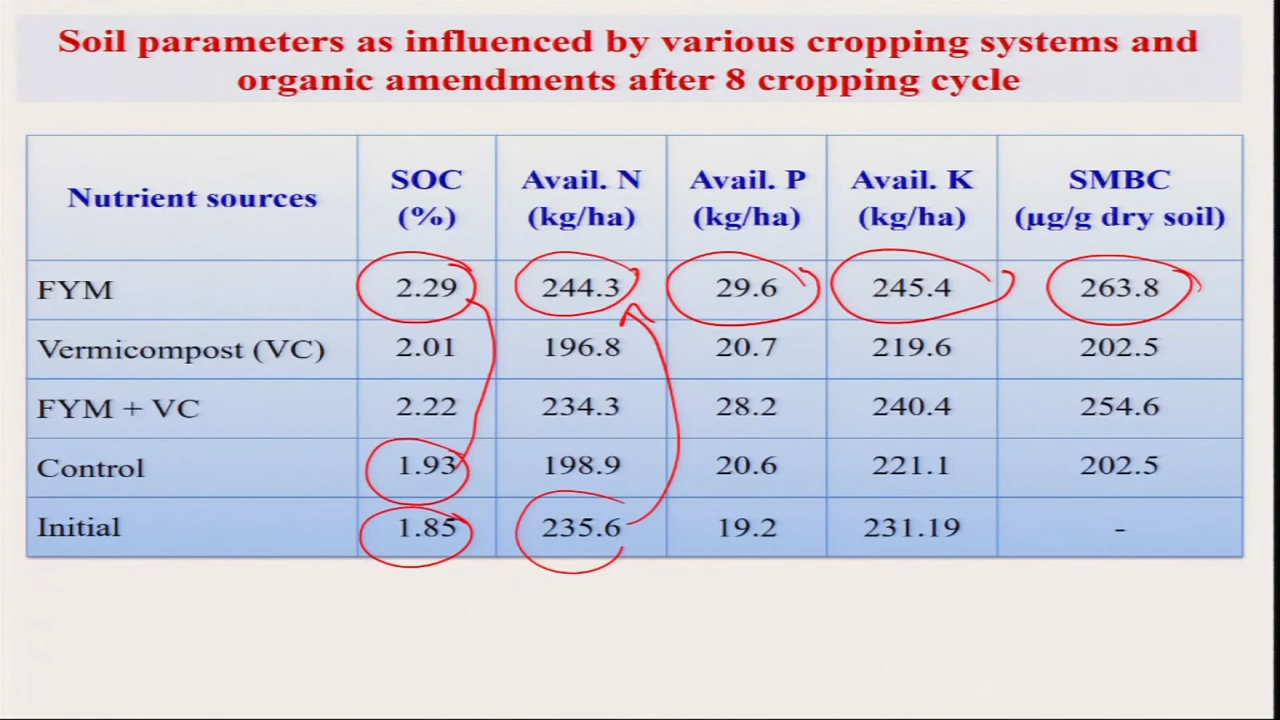 Soil parameters as influenced by various cropping systems and
organic amendments after 8 cropping cycle
Nutrient sources SOC (%) Avail. N (kg/ha) Avail. P (kg/ha) Avail. K (kg/ha) SMBC (µg/g dry soil)
FYM 2.29 244.3 29.6 245.4 263.8
Vermicompost (VC) 2.01 196.8 20.7 219.6 202.5
FYM + VC 2.22 234.3 28.2 240.4 254.6
Control 1.93 198.9 20.6 221.1 202.5
Initial 1.85 235.6 19.2 231.19 -